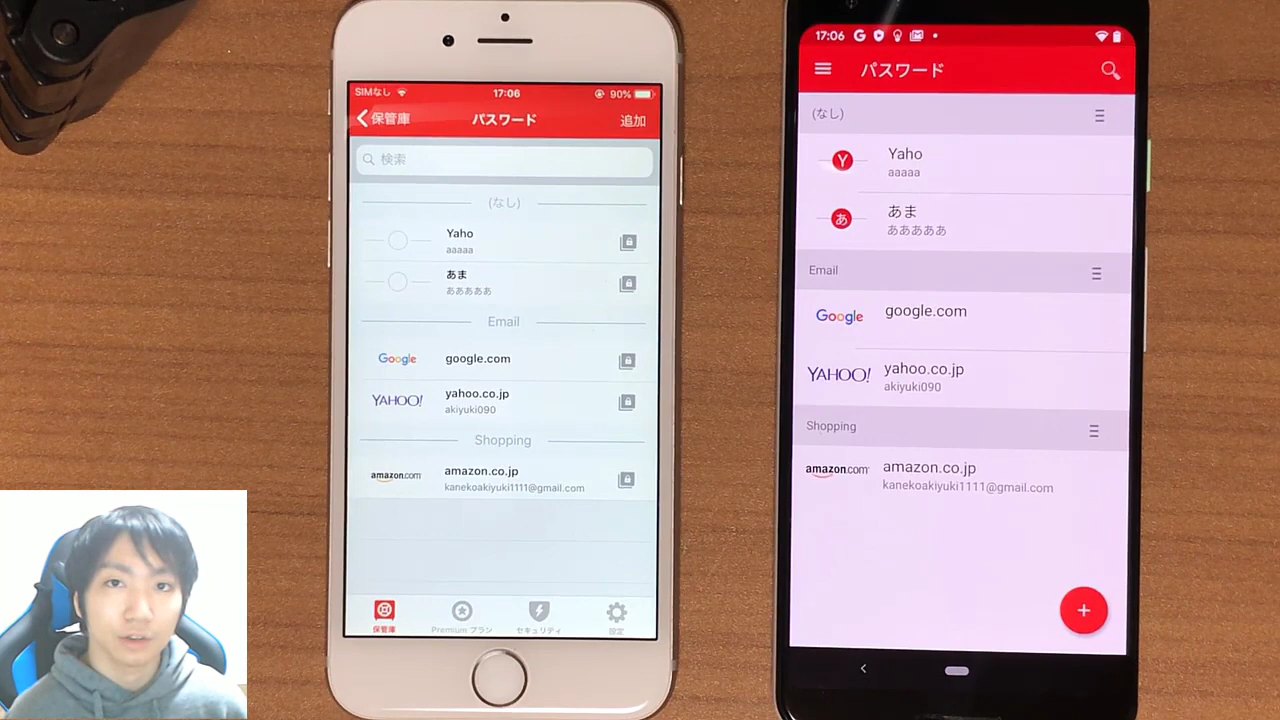 SIMなし 17:06 90%
保管庫 パスワード 追加
検索
(なし)
Yaho
aaaaa
あま
あああああ
Email
Google google.com
YAHOO! yahoo.co.jp
akiyuki090
Shopping
amazon.com amazon.co.jp
kanekoakiyuki1111@gmail.com
保管庫 Premium プラン セキュリティ 設定
17:06 G
パスワード
(なし)
Y Yaho
aaaaa
あ あま
あああああ
Email
Google google.com
YAHOO! yahoo.co.jp
akiyuki090
Shopping
amazon.com amazon.co.jp
kanekoakiyuki1111@gmail.com